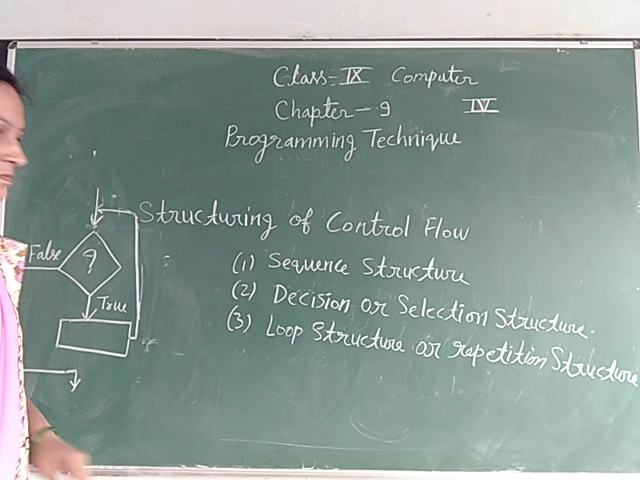 Class-IX Computer
Chapter-9 IV
Programming Technique
Structuring of Control Flow
False ?
(1) Sequence Structure
(2) Decision or Selection Structure.
True
(3) Loop Structure or repetition Structure